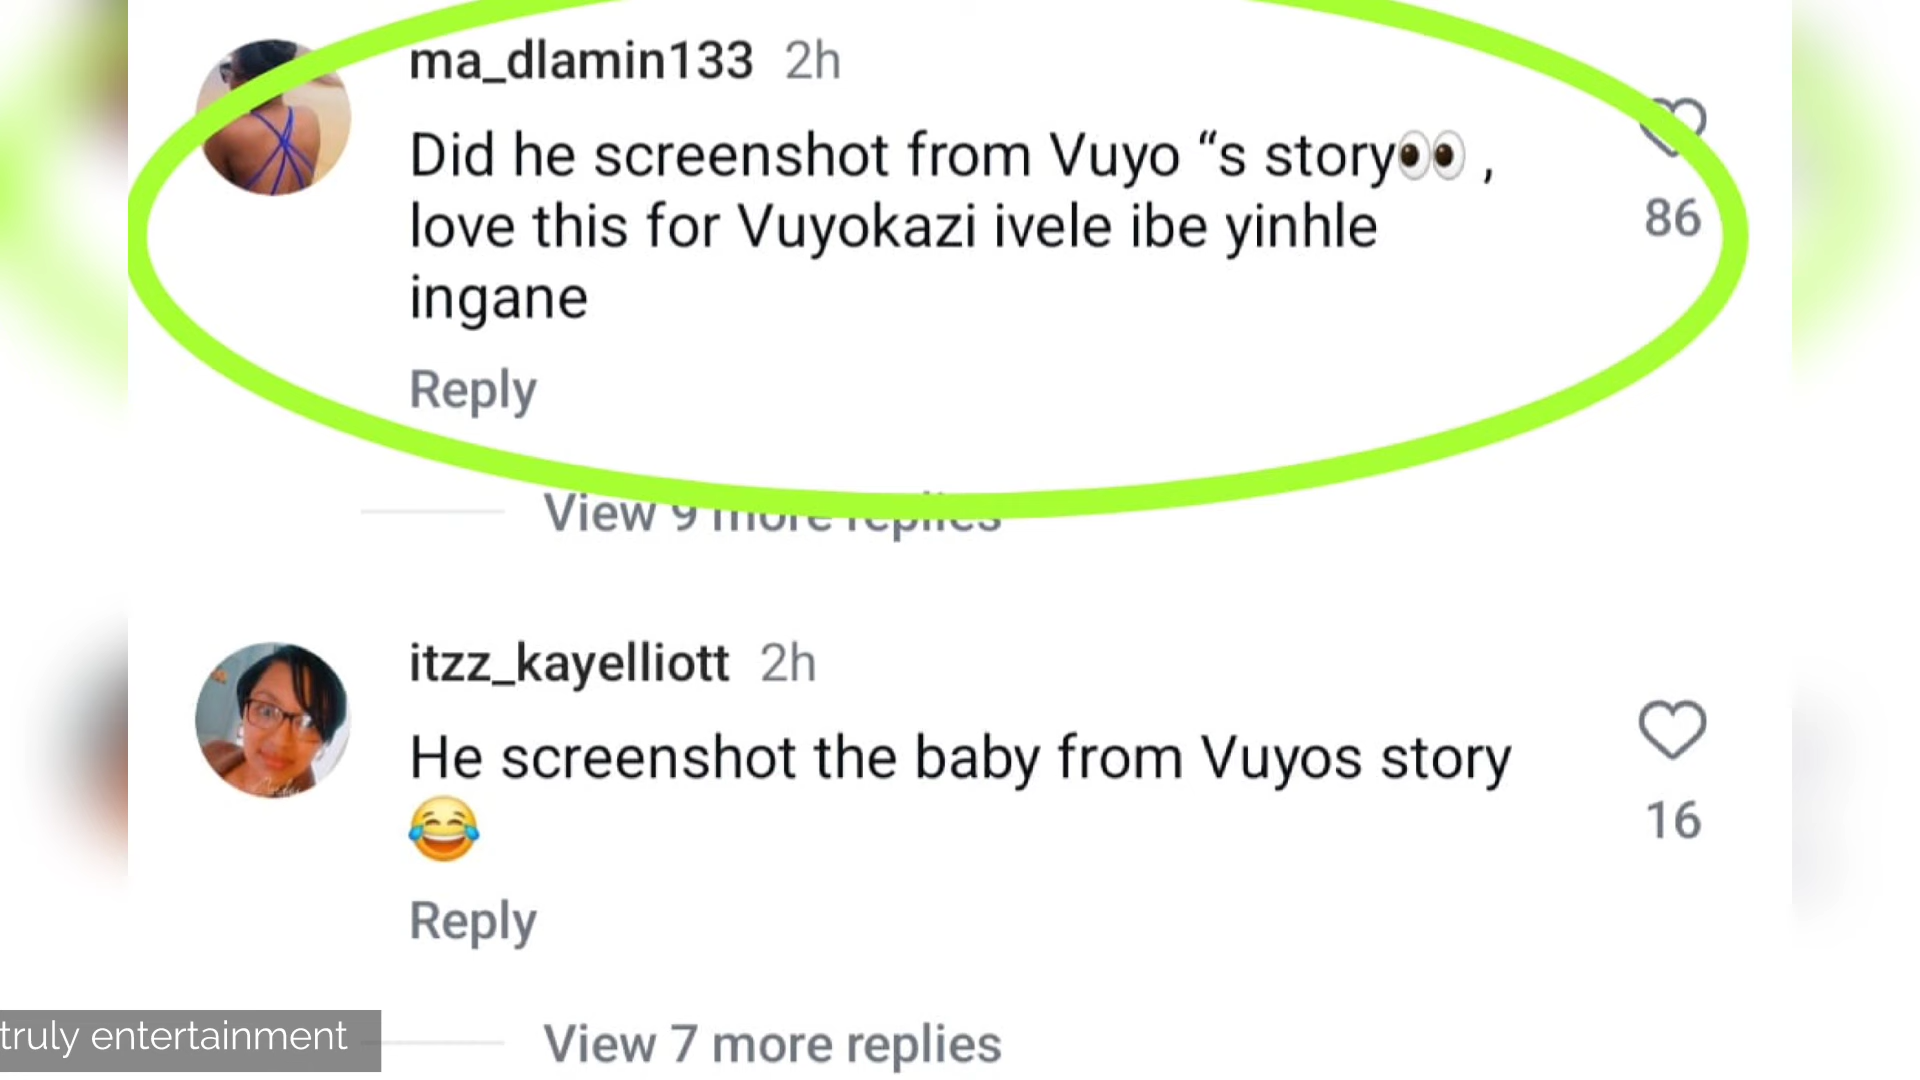 ma_dlamin133 2h
Did he screenshot from Vuyo “s story👀 ,
love this for Vuyokazi ivele ibe yinhle
ingane
86
Reply
View 9 more replies
itzz_kayelliott 2h
He screenshot the baby from Vuyos story
😂
16
Reply
View 7 more replies
truly entertainment